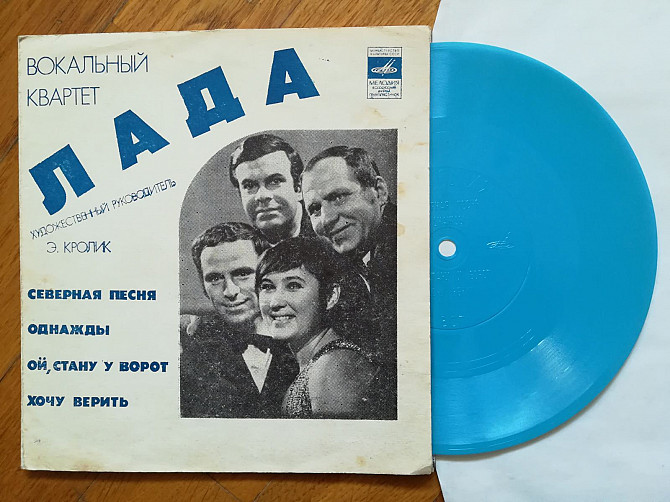 ВОКАЛЬНЫЙ
КВАРТЕТ
ЛАДА
ХУДОЖЕСТВЕННЫЙ РУКОВОДИТЕЛЬ
Э. КРОЛИК
СЕВЕРНАЯ ПЕСНЯ
ОДНАЖДЫ
ОЙ, СТАНУ У ВОРОТ
ХОЧУ ВЕРИТЬ
МЕЛОДИЯ